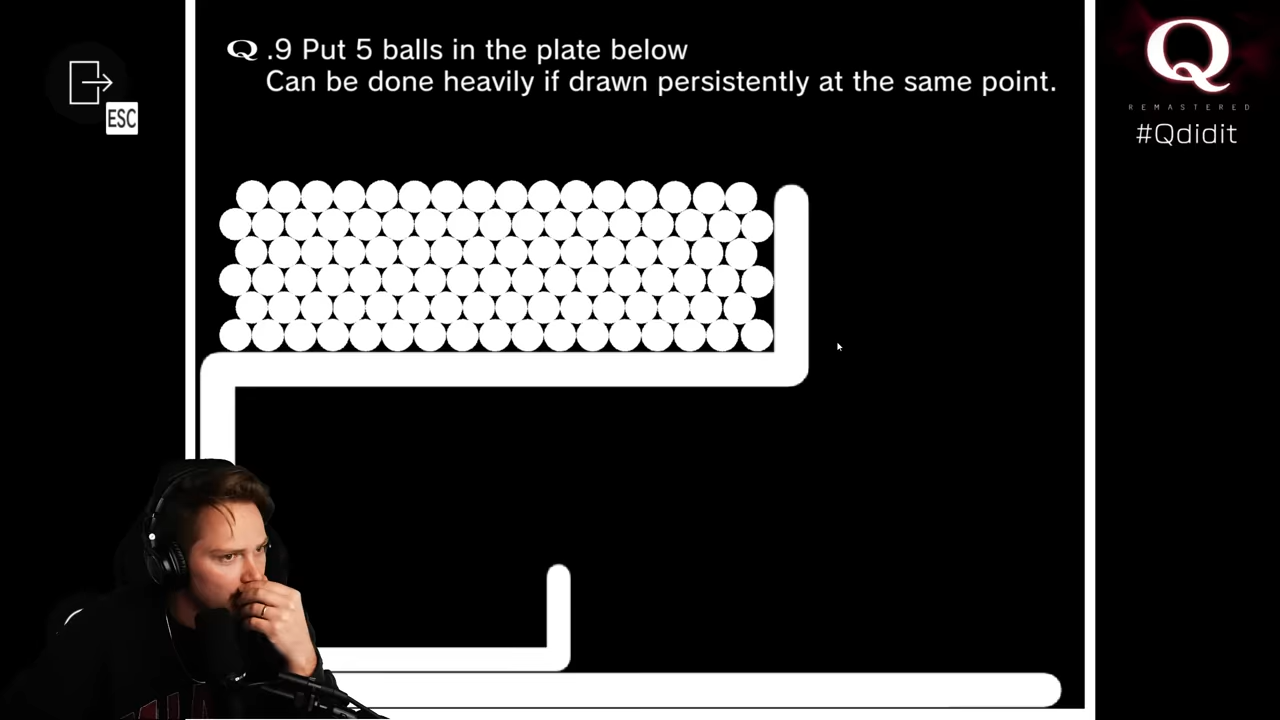 Q .9 Put 5 balls in the plate below
Can be done heavily if drawn persistently at the same point.
ESC
Q
REMASTERED
#Qdidit